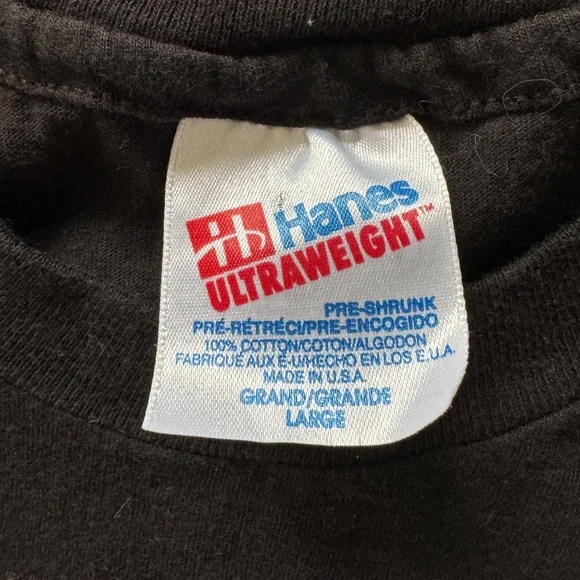 Hanes
ULTRAWEIGHT™
PRE-SHRUNK
PRÉ-RÉTRÉCI/PRE-ENCOGIDO
100% COTTON/COTON/ALGODON
FABRIQUÉ AUX É-U/HECHO EN LOS E.U.A.
MADE IN U.S.A.
GRAND/GRANDE
LARGE